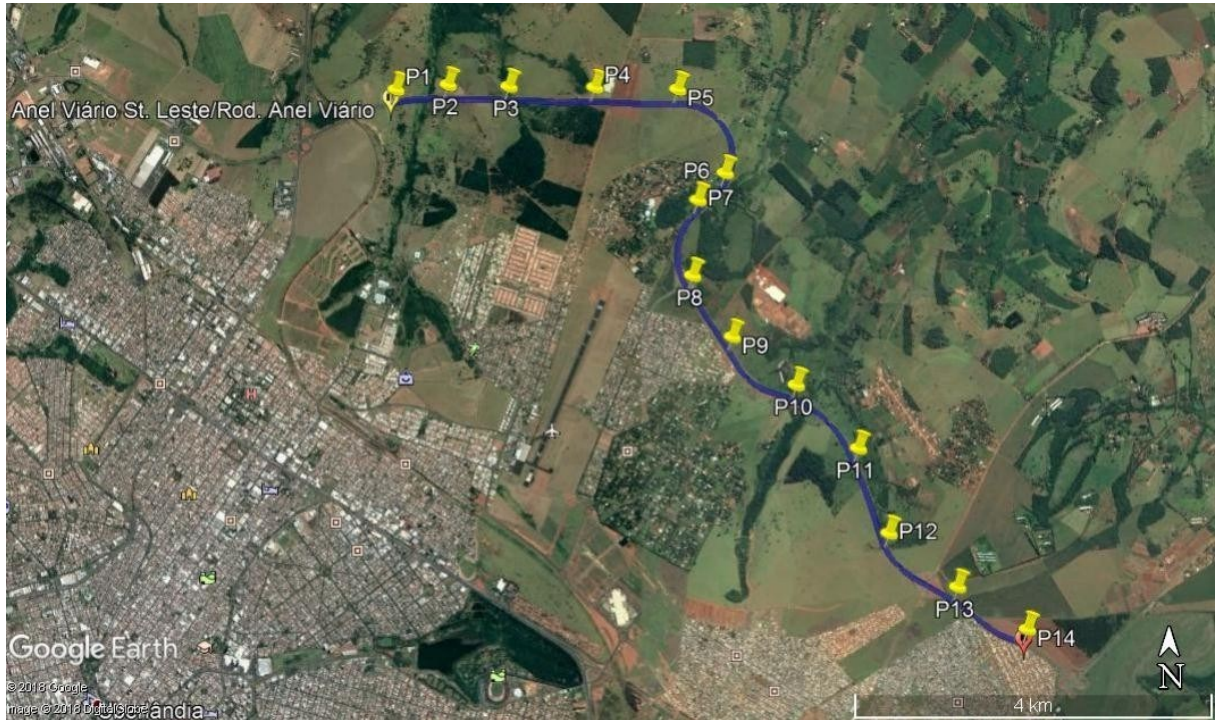 P1
P2
P3
P4
P5
Anel Viário St. Leste/Rod. Anel Viário
P6
P7
P8
P9
H
P10
P11
P12
P13
P14
Google Earth
N
© 2018 Google
Image © 2018 DigitalGlobe
Uberlândia
4 km